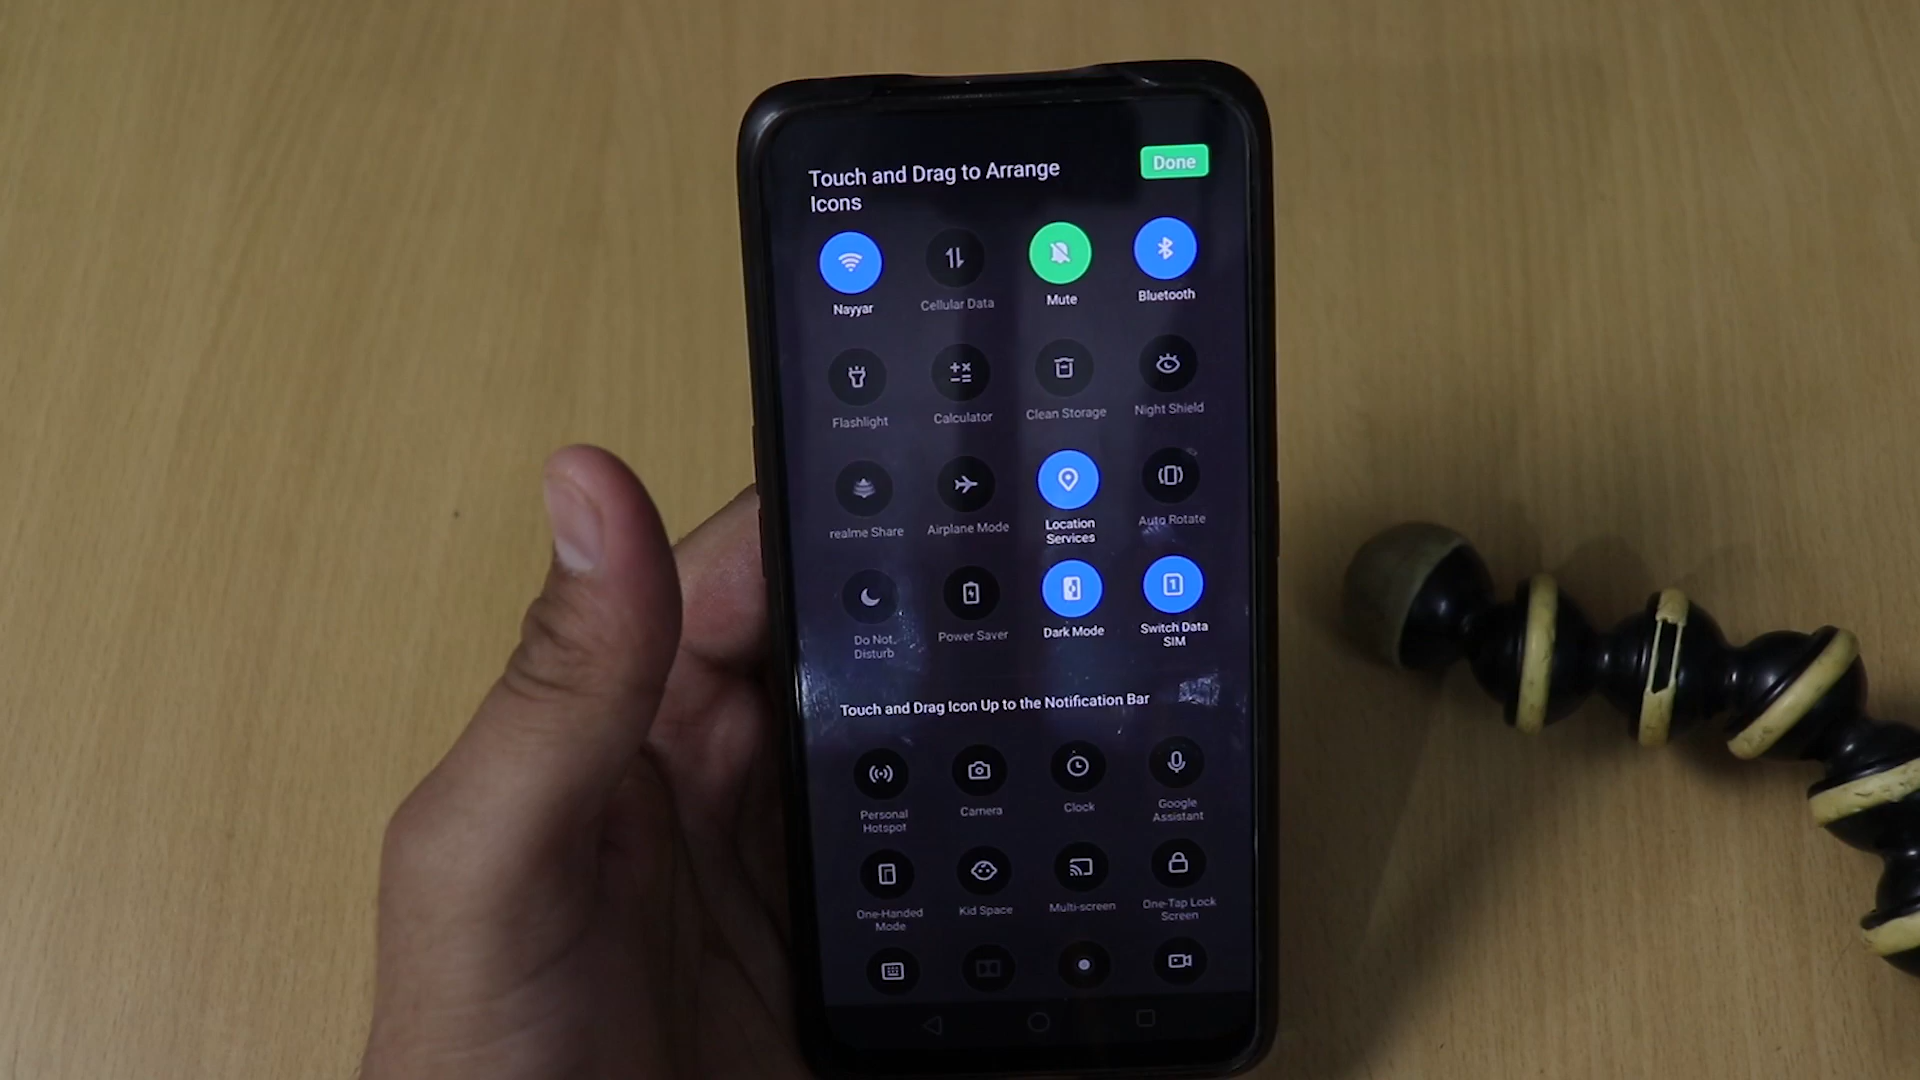 Touch and Drag to Arrange
Icons
Done
Nayyar
Cellular Data
Mute
Bluetooth
Flashlight
Calculator
Clean Storage
Night Shield
realme Share
Airplane Mode
Location
Services
Auto Rotate
Do Not
Disturb
Power Saver
Dark Mode
1
Switch Data
SIM
Touch and Drag Icon Up to the Notification Bar
Personal
Hotspot
Camera
Clock
Google
Assistant
One-Handed
Mode
Kid Space
Multi-screen
One-Tap Lock
Screen